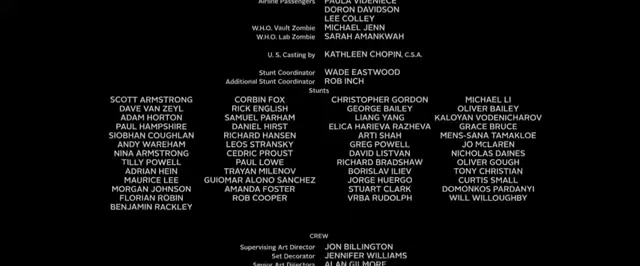 Airline Passengers PAULA VIDENIECE
DORON DAVIDSON
LEE COLLEY
W.H.O. Vault Zombie MICHAEL JENN
W.H.O. Lab Zombie SARAH AMANKWAH
U.S. Casting by KATHLEEN CHOPIN, C.S.A.
Stunt Coordinator WADE EASTWOOD
Additional Stunt Coordinator ROB INCH
Stunts
SCOTT ARMSTRONG CORBIN FOX CHRISTOPHER GORDON MICHAEL LI
DAVE VAN ZEYL RICK ENGLISH GEORGE BAILEY OLIVER BAILEY
ADAM HORTON SAMUEL PARHAM LIANG YANG KALOYAN VODENICHAROV
PAUL HAMPSHIRE DANIEL HIRST ELICA HARIEVA RAZHEVA GRACE BRUCE
SIOBHAN COUGHLAN RICHARD HANSEN ARTI SHAH MENS-SANA TAMAKLOE
ANDY WAREHAM LEOS STRANSKY GREG POWELL JO McLAREN
NINA ARMSTRONG CEDRIC PROUST DAVID LISTVAN NICHOLAS DAINES
TILLY POWELL PAUL LOWE RICHARD BRADSHAW OLIVER GOUGH
ADRIAN HEIN TRAYAN MILENOV BORISLAV ILIEV TONY CHRISTIAN
MAURICE LEE GUIOMAR ALONO SANCHEZ JORGE HUERGO CURTIS SMALL
MORGAN JOHNSON AMANDA FOSTER STUART CLARK DOMONKOS PARDANYI
FLORIAN ROBIN ROB COOPER VRBA RUDOLPH WILL WILLOUGHBY
BENJAMIN RACKLEY
CREW
Supervising Art Director JON BILLINGTON
Set Decorator JENNIFER WILLIAMS
Senior Art Directors ALAN GILMORE